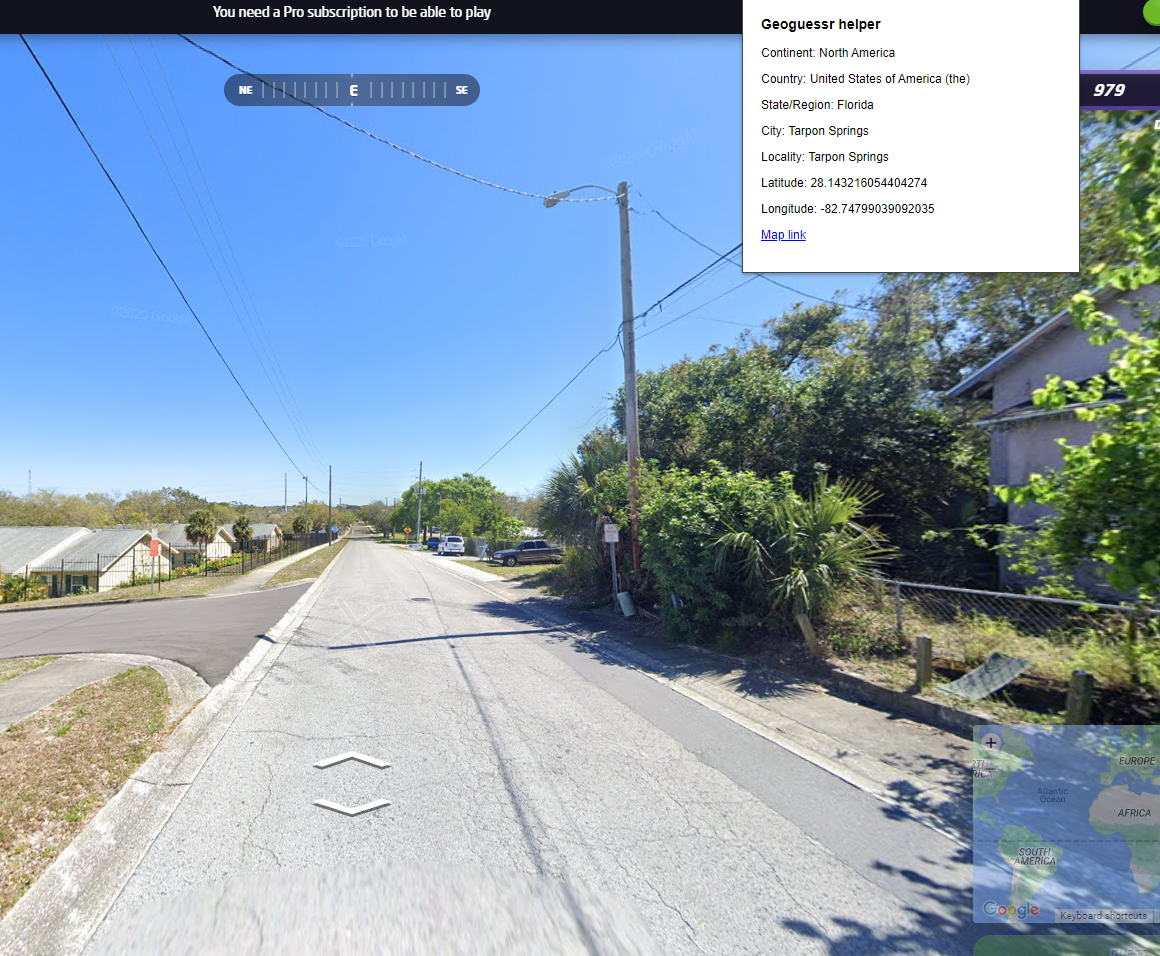 You need a Pro subscription to be able to play
Geoguessr helper
Continent: North America
Country: United States of America (the)
State/Region: Florida
City: Tarpon Springs
Locality: Tarpon Springs
Latitude: 28.143216054404274
Longitude: -82.74799039092035
Map link
NE E SE
979
©2020 Google
©2020 Google
©2020 Google
EUROPE
Atlantic
Ocean
AFRICA
SOUTH
AMERICA
Google
Keyboard shortcuts